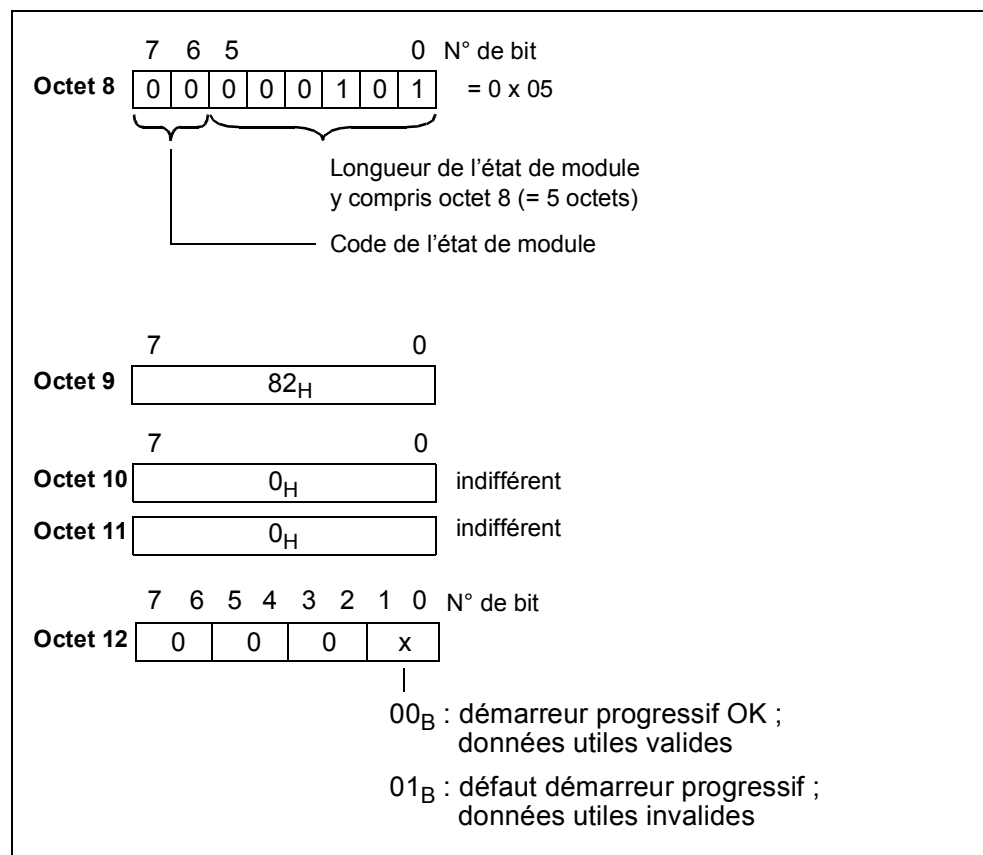 7 6 5 0 N° de bit
Octet 8 0 0 0 0 0 1 0 1 = 0 x 05
Longueur de l'état de module
y compris octet 8 (= 5 octets)
Code de l'état de module
7 0
Octet 9 82H
7 0
Octet 10 0H indifférent
Octet 11 0H indifférent
7 6 5 4 3 2 1 0 N° de bit
Octet 12 0 0 0 x
00B : démarreur progressif OK ;
données utiles valides
01B : défaut démarreur progressif ;
données utiles invalides